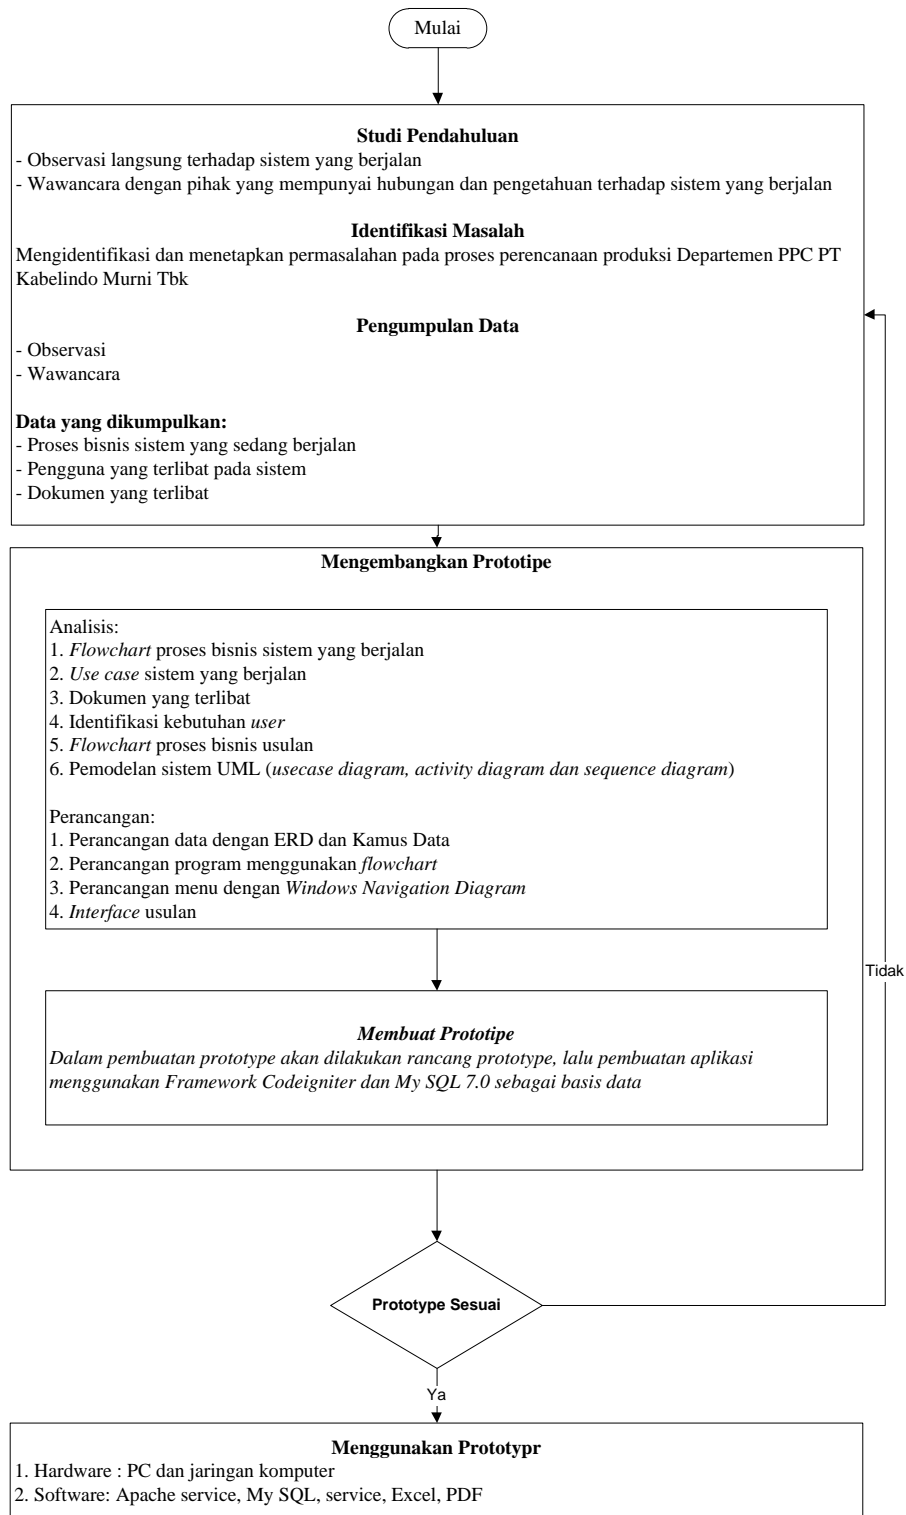 Mulai
Studi Pendahuluan
- Observasi langsung terhadap sistem yang berjalan
- Wawancara dengan pihak yang mempunyai hubungan dan pengetahuan terhadap sistem yang berjalan
Identifikasi Masalah
Mengidentifikasi dan menetapkan permasalahan pada proses perencanaan produksi Departemen PPC PT
Kabelindo Murni Tbk
Pengumpulan Data
- Observasi
- Wawancara
Data yang dikumpulkan:
- Proses bisnis sistem yang sedang berjalan
- Pengguna yang terlibat pada sistem
- Dokumen yang terlibat
Mengembangkan Prototipe
Analisis:
1. Flowchart proses bisnis sistem yang berjalan
2. Use case sistem yang berjalan
3. Dokumen yang terlibat
4. Identifikasi kebutuhan user
5. Flowchart proses bisnis usulan
6. Pemodelan sistem UML (usecase diagram, activity diagram dan sequence diagram)
Perancangan:
1. Perancangan data dengan ERD dan Kamus Data
2. Perancangan program menggunakan flowchart
3. Perancangan menu dengan Windows Navigation Diagram
4. Interface usulan
Tidak
Membuat Prototipe
Dalam pembuatan prototype akan dilakukan rancang prototype, lalu pembuatan aplikasi
menggunakan Framework Codeigniter dan My SQL 7.0 sebagai basis data
Prototype Sesuai
Ya
Menggunakan Prototypr
1. Hardware : PC dan jaringan komputer
2. Software: Apache service, My SQL, service, Excel, PDF